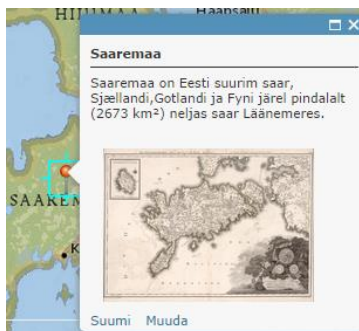 HIIUMAA
Haapsalu
Saaremaa
Saaremaa on Eesti suurim saar,
Sjællandi,Gotlandi ja Fyni järel pindalalt
(2673 km²) neljas saar Läänemeres.
SAAREM
K
Suumi Muuda